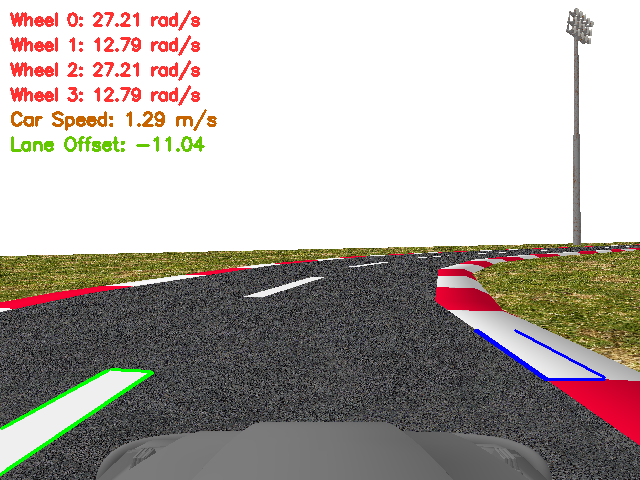 Wheel 0: 27.21 rad/s
Wheel 1: 12.79 rad/s
Wheel 2: 27.21 rad/s
Wheel 3: 12.79 rad/s
Car Speed: 1.29 m/s
Lane Offset: -11.04